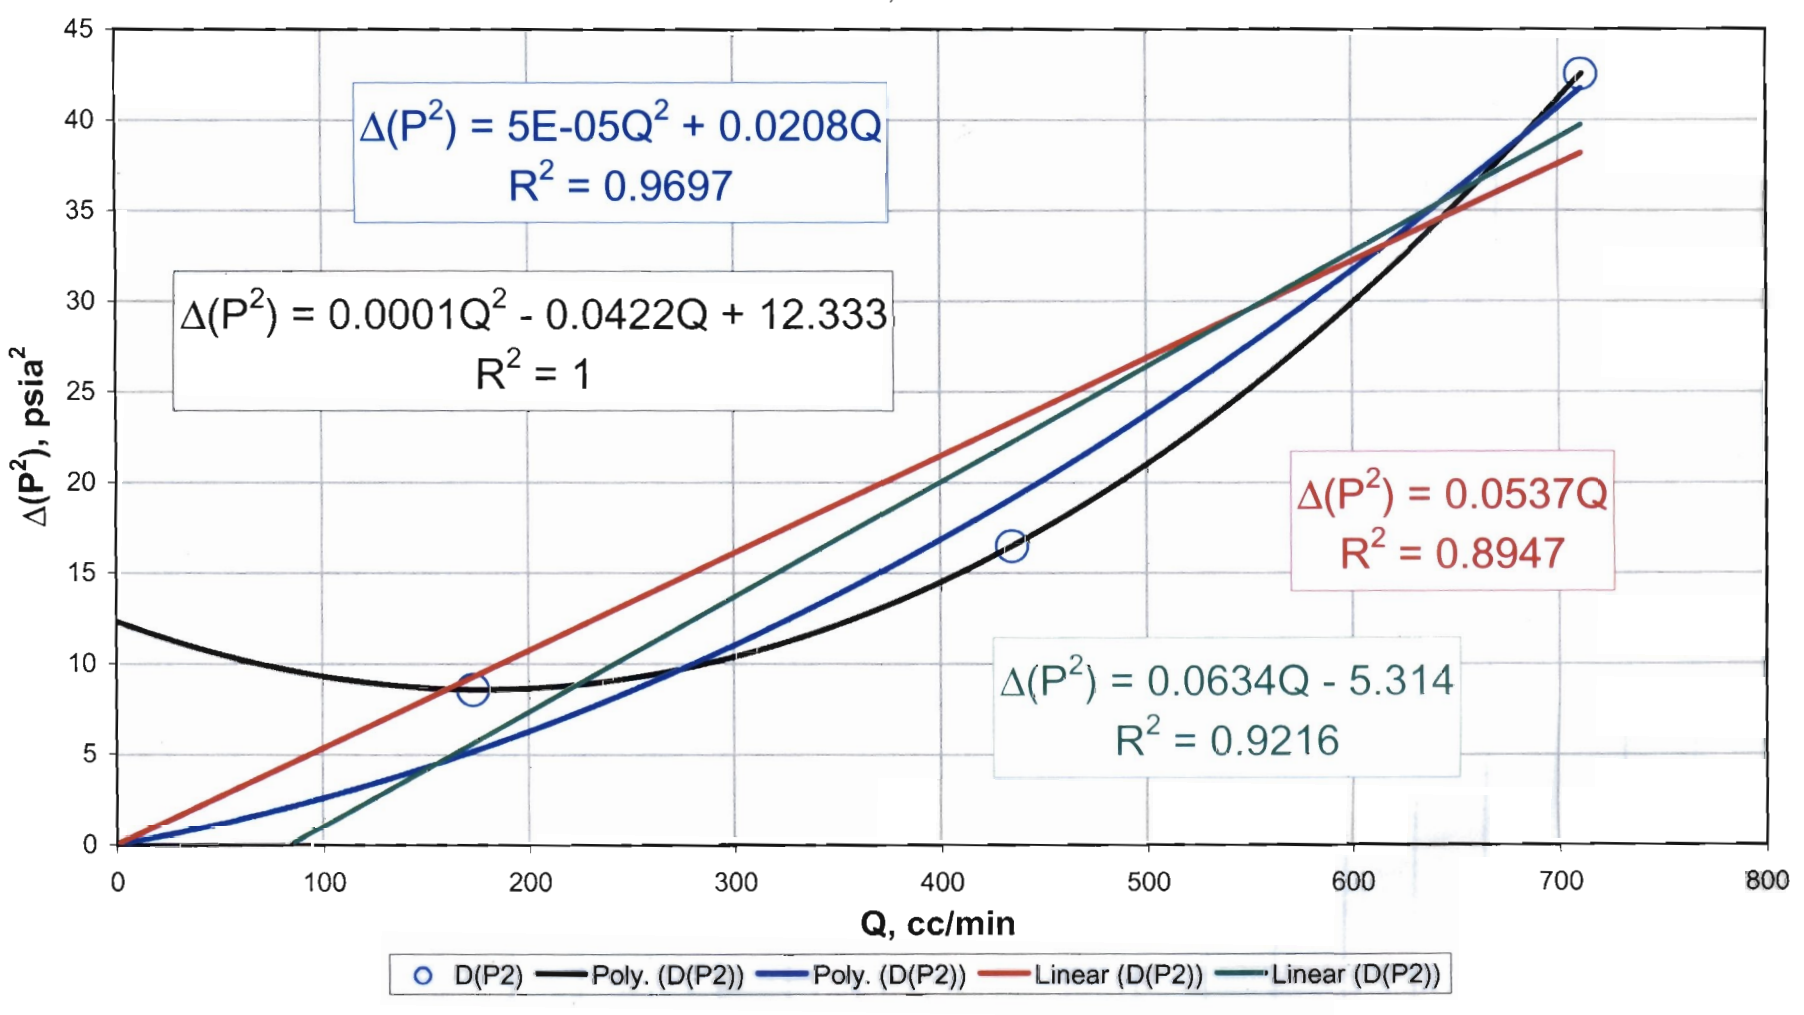 45
40
35
30
25
20
15
10
5
0
Δ(P²), psia²
Δ(P²) = 5E-05Q² + 0.0208Q
R² = 0.9697
Δ(P²) = 0.0001Q² - 0.0422Q + 12.333
R² = 1
Δ(P²) = 0.0537Q
R² = 0.8947
Δ(P²) = 0.0634Q - 5.314
R² = 0.9216
0 100 200 300 400 500 600 700 800
Q, cc/min
D(P2) Poly. (D(P2)) Poly. (D(P2)) Linear (D(P2)) Linear (D(P2))